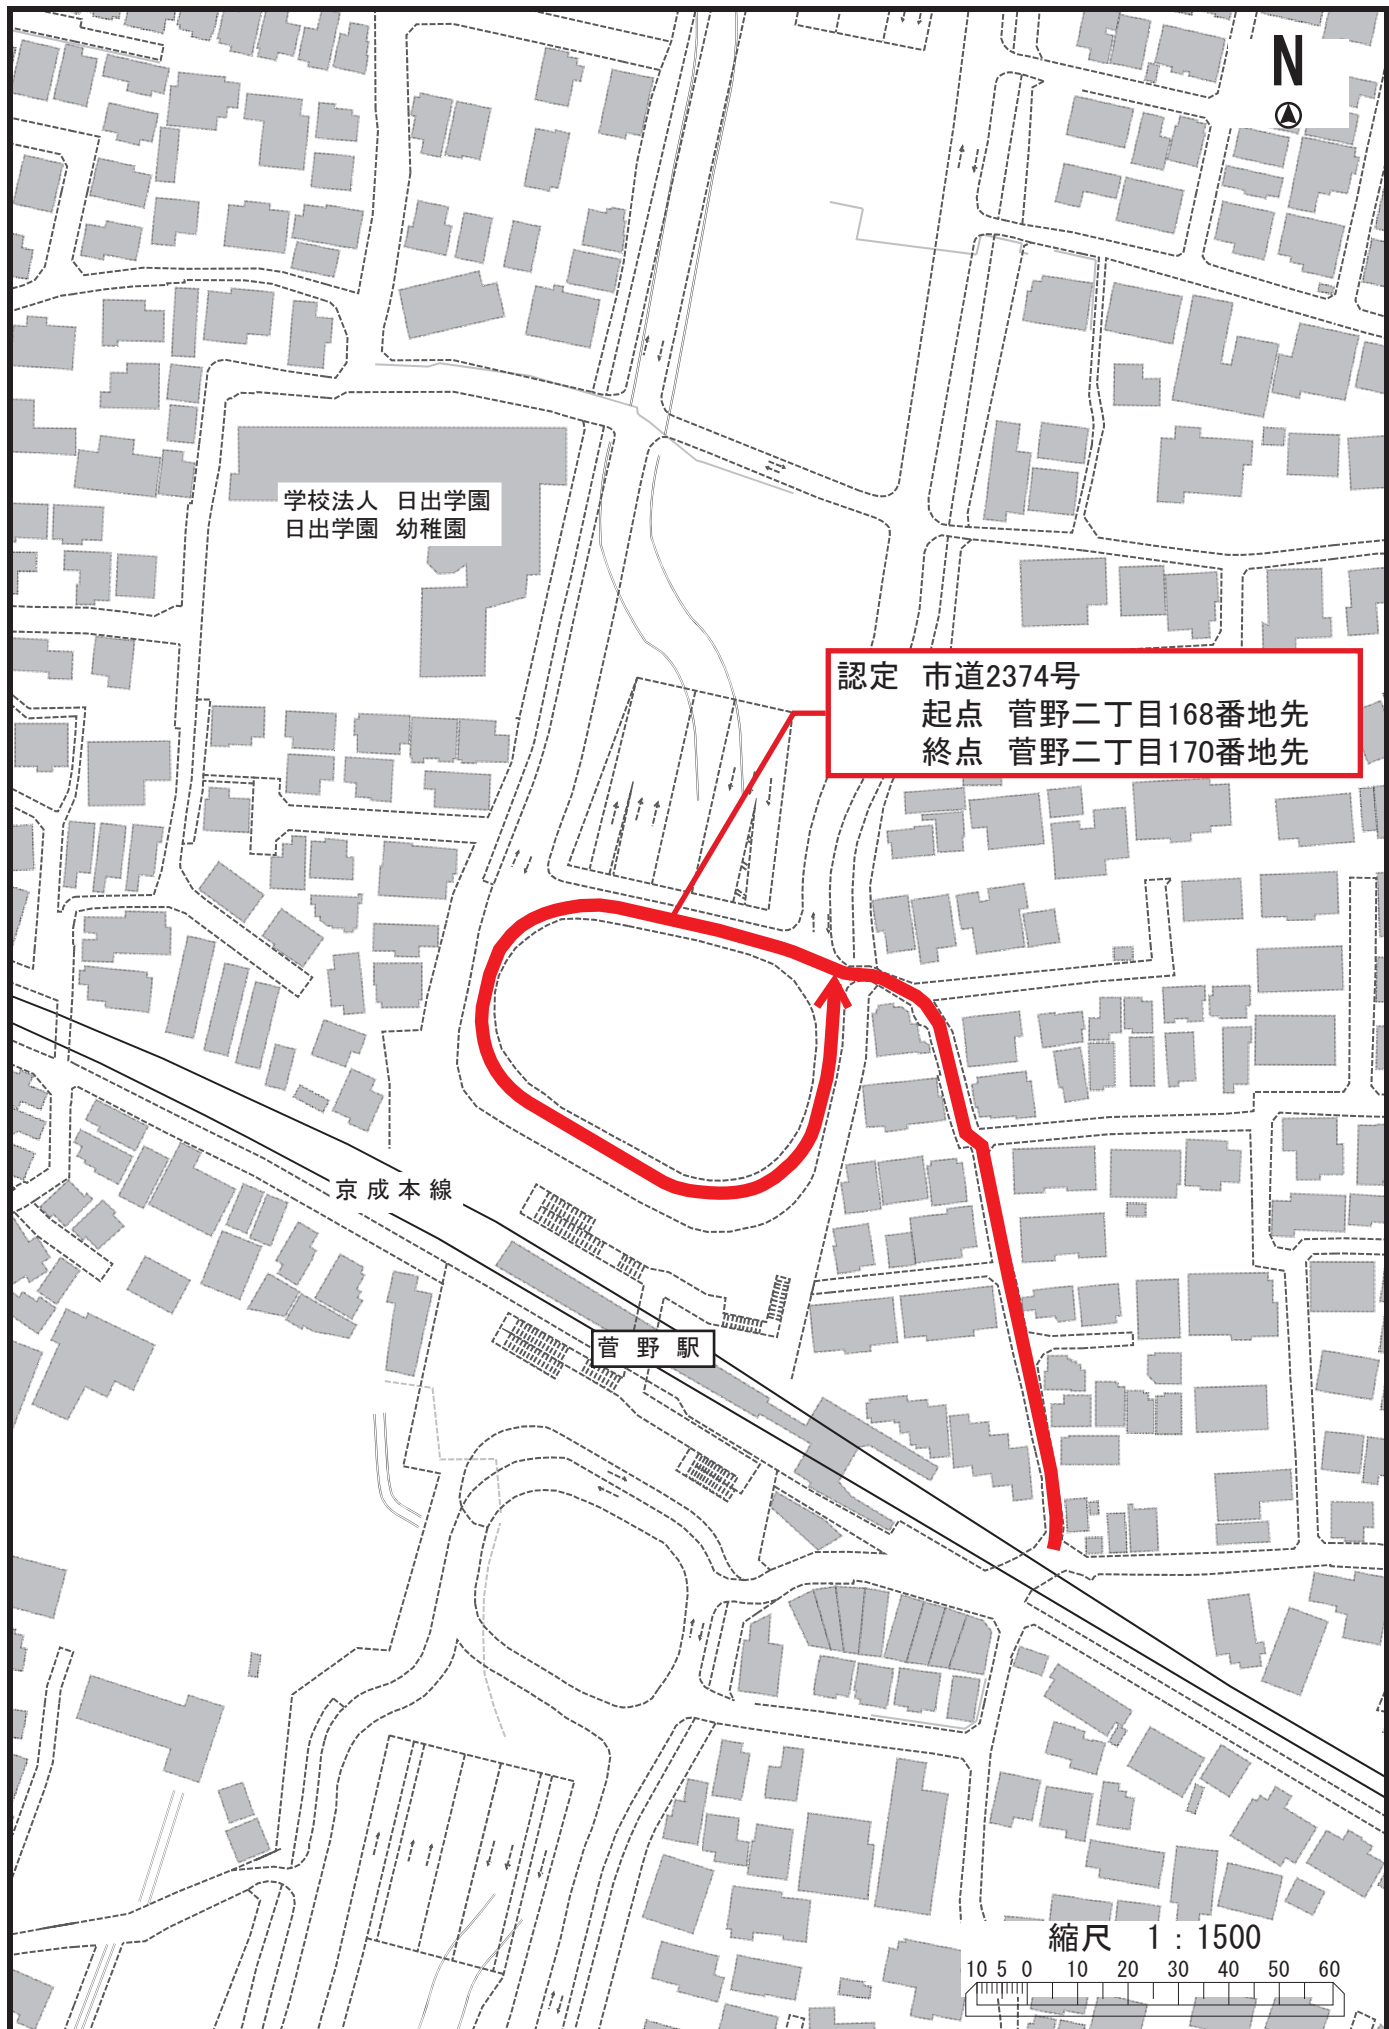 N
学校法人 日出学園
日出学園 幼稚園
認定 市道2374号
起点 菅野二丁目168番地先
終点 菅野二丁目170番地先
京成本線
菅野駅
縮尺 1:1500
10 5 0 10 20 30 40 50 60